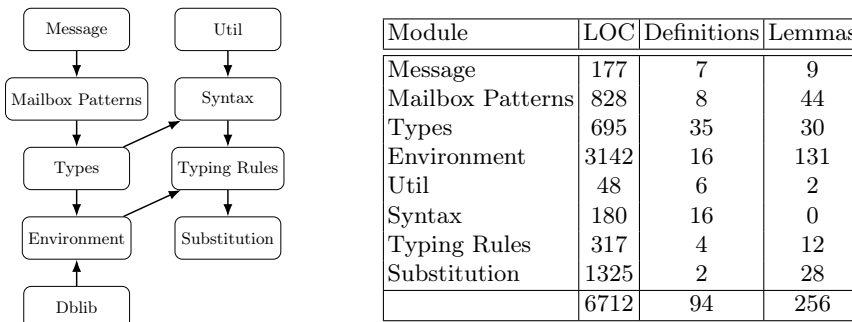 Message Util
Mailbox Patterns Syntax
Types Typing Rules
Environment Substitution
Dblib
Module LOC Definitions Lemmas
Message 177 7 9
Mailbox Patterns 828 8 44
Types 695 35 30
Environment 3142 16 131
Util 48 6 2
Syntax 180 16 0
Typing Rules 317 4 12
Substitution 1325 2 28
6712 94 256